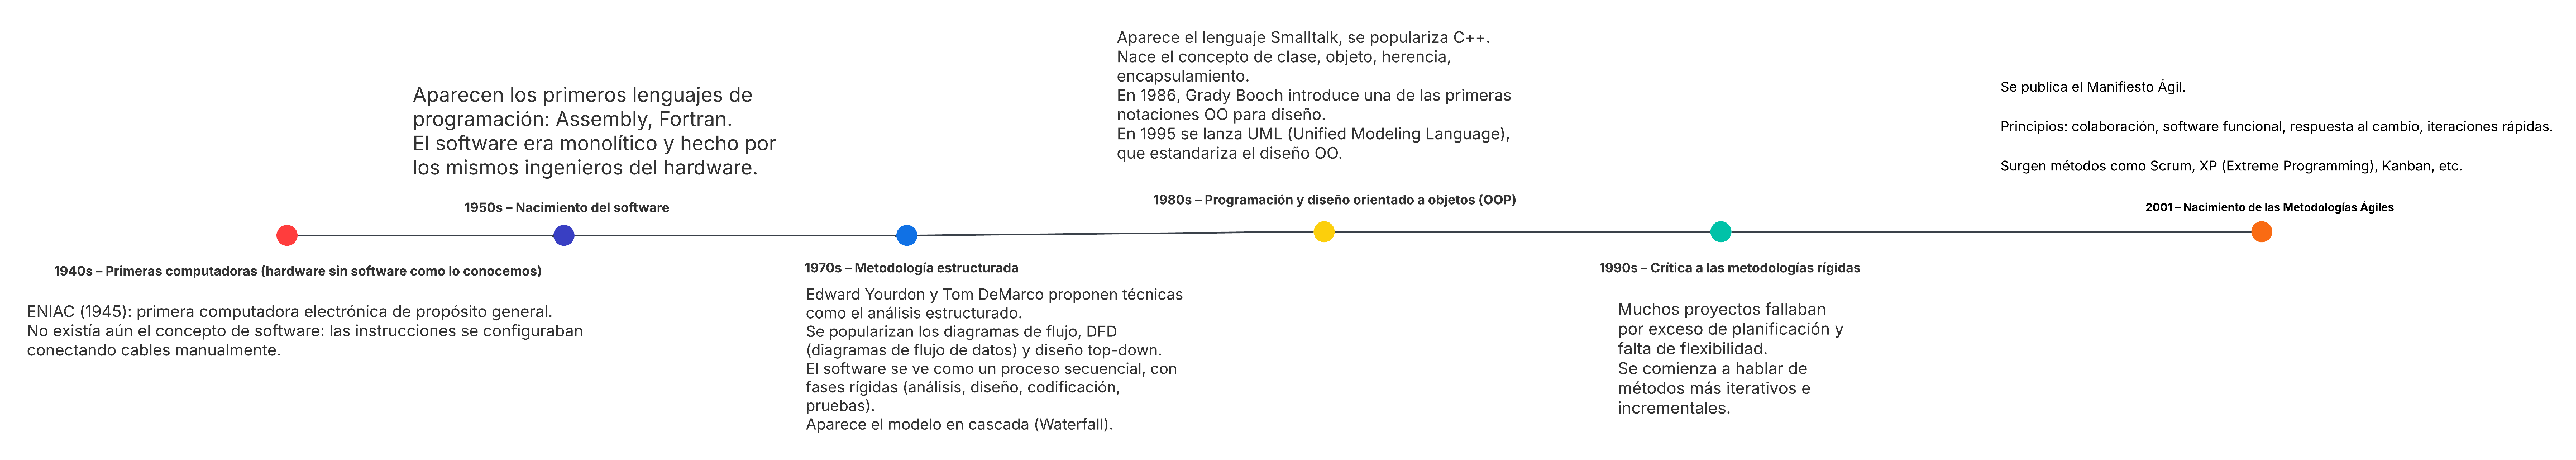 1940s – Primeras computadoras (hardware sin software como lo conocemos)
ENIAC (1945): primera computadora electrónica de propósito general.
No existía aún el concepto de software: las instrucciones se configuraban
conectando cables manualmente.
Aparecen los primeros lenguajes de
programación: Assembly, Fortran.
El software era monolítico y hecho por
los mismos ingenieros del hardware.
1950s – Nacimiento del software
1970s – Metodología estructurada
Edward Yourdon y Tom DeMarco proponen técnicas
como el análisis estructurado.
Se popularizan los diagramas de flujo, DFD
(diagramas de flujo de datos) y diseño top-down.
El software se ve como un proceso secuencial, con
fases rígidas (análisis, diseño, codificación,
pruebas).
Aparece el modelo en cascada (Waterfall).
Aparece el lenguaje Smalltalk, se populariza C++.
Nace el concepto de clase, objeto, herencia,
encapsulamiento.
En 1986, Grady Booch introduce una de las primeras
notaciones OO para diseño.
En 1995 se lanza UML (Unified Modeling Language),
que estandariza el diseño OO.
1980s – Programación y diseño orientado a objetos (OOP)
1990s – Crítica a las metodologías rígidas
Muchos proyectos fallaban
por exceso de planificación y
falta de flexibilidad.
Se comienza a hablar de
métodos más iterativos e
incrementales.
Se publica el Manifiesto Ágil.
Principios: colaboración, software funcional, respuesta al cambio, iteraciones rápidas.
Surgen métodos como Scrum, XP (Extreme Programming), Kanban, etc.
2001 – Nacimiento de las Metodologías Ágiles